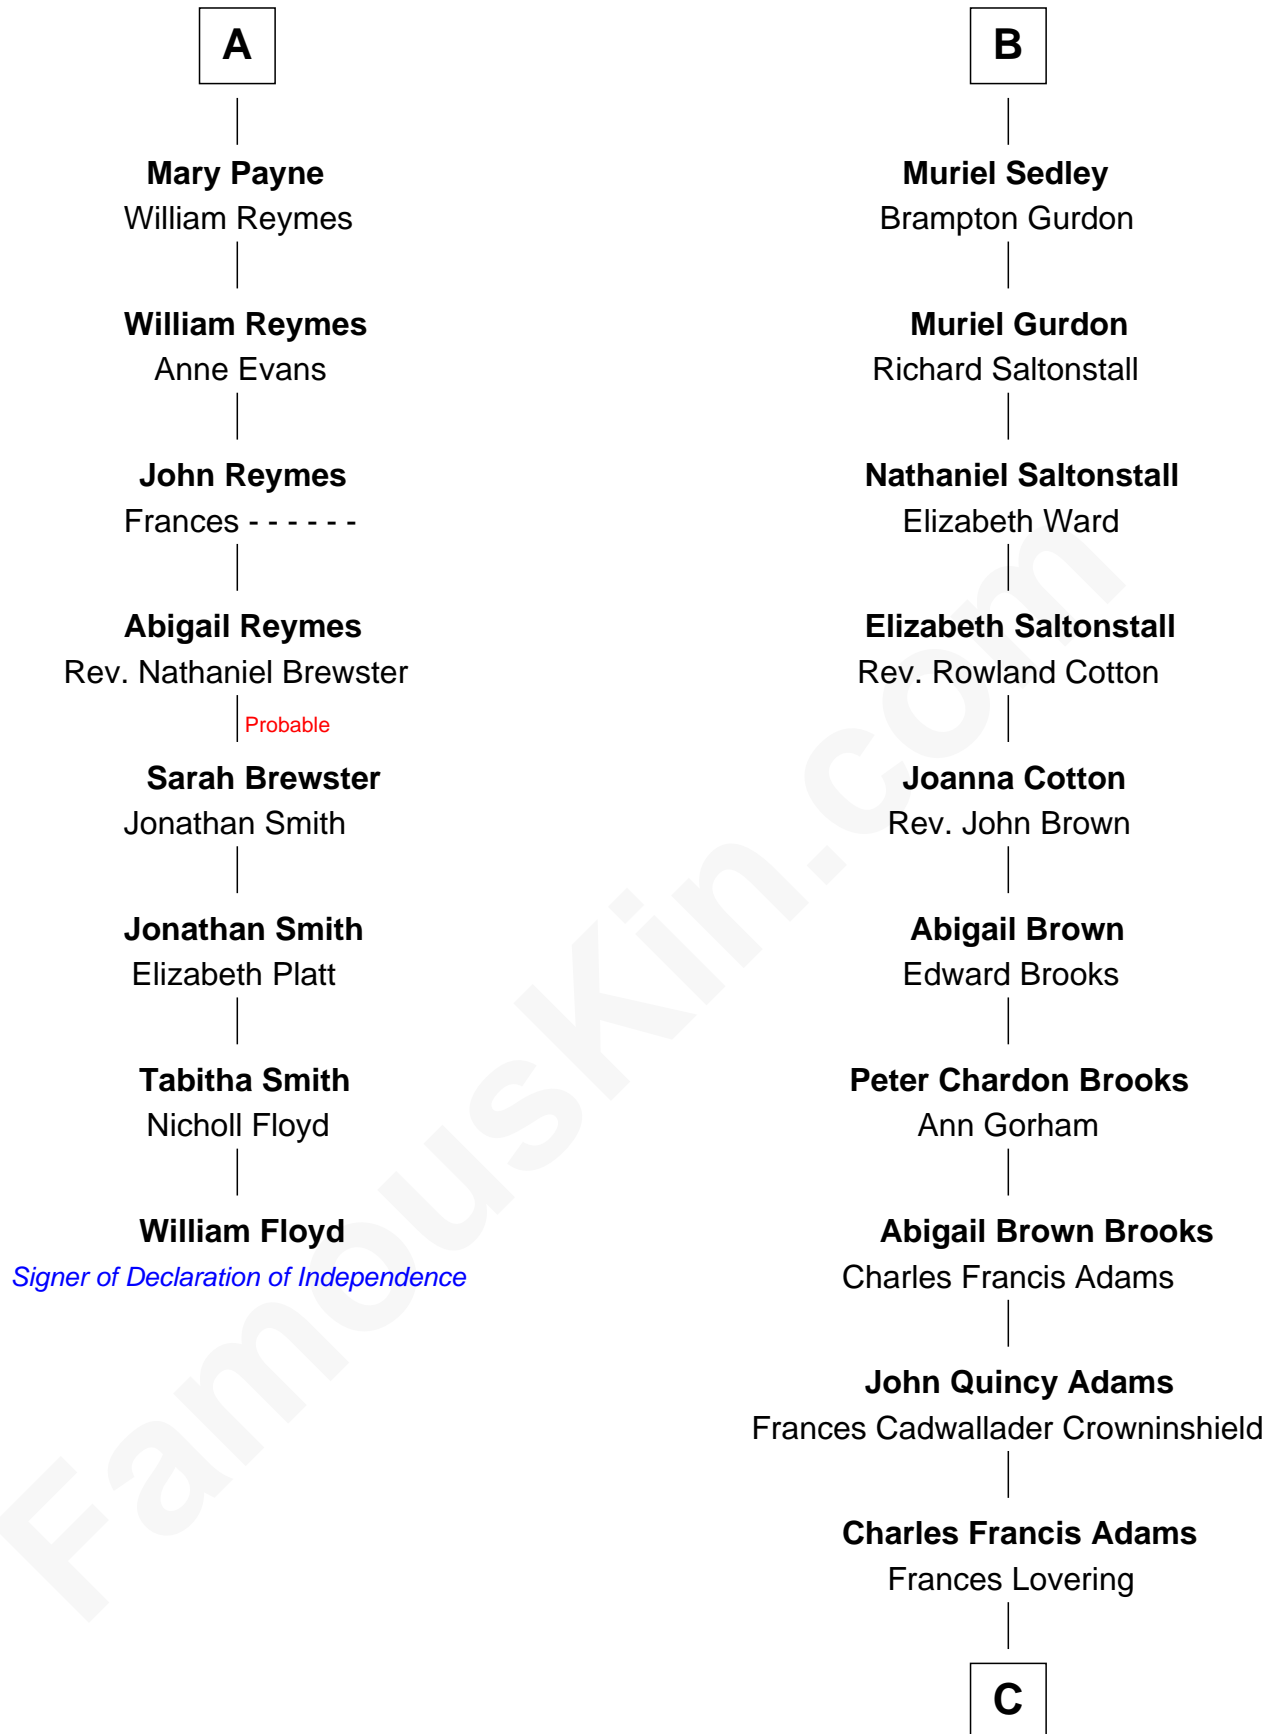 A
Mary Payne
William Reymes
William Reymes
Anne Evans
John Reymes
Frances - - - - - -
Abigail Reymes
Rev. Nathaniel Brewster
Probable
Sarah Brewster
Jonathan Smith
Jonathan Smith
Elizabeth Platt
Tabitha Smith
Nicholl Floyd
William Floyd
Signer of Declaration of Independence
B
Muriel Sedley
Brampton Gurdon
Muriel Gurdon
Richard Saltonstall
Nathaniel Saltonstall
Elizabeth Ward
Elizabeth Saltonstall
Rev. Rowland Cotton
Joanna Cotton
Rev. John Brown
Abigail Brown
Edward Brooks
Peter Chardon Brooks
Ann Gorham
Abigail Brown Brooks
Charles Francis Adams
John Quincy Adams
Frances Cadwallader Crowninshield
Charles Francis Adams
Frances Lovering
C
FamousKin.com